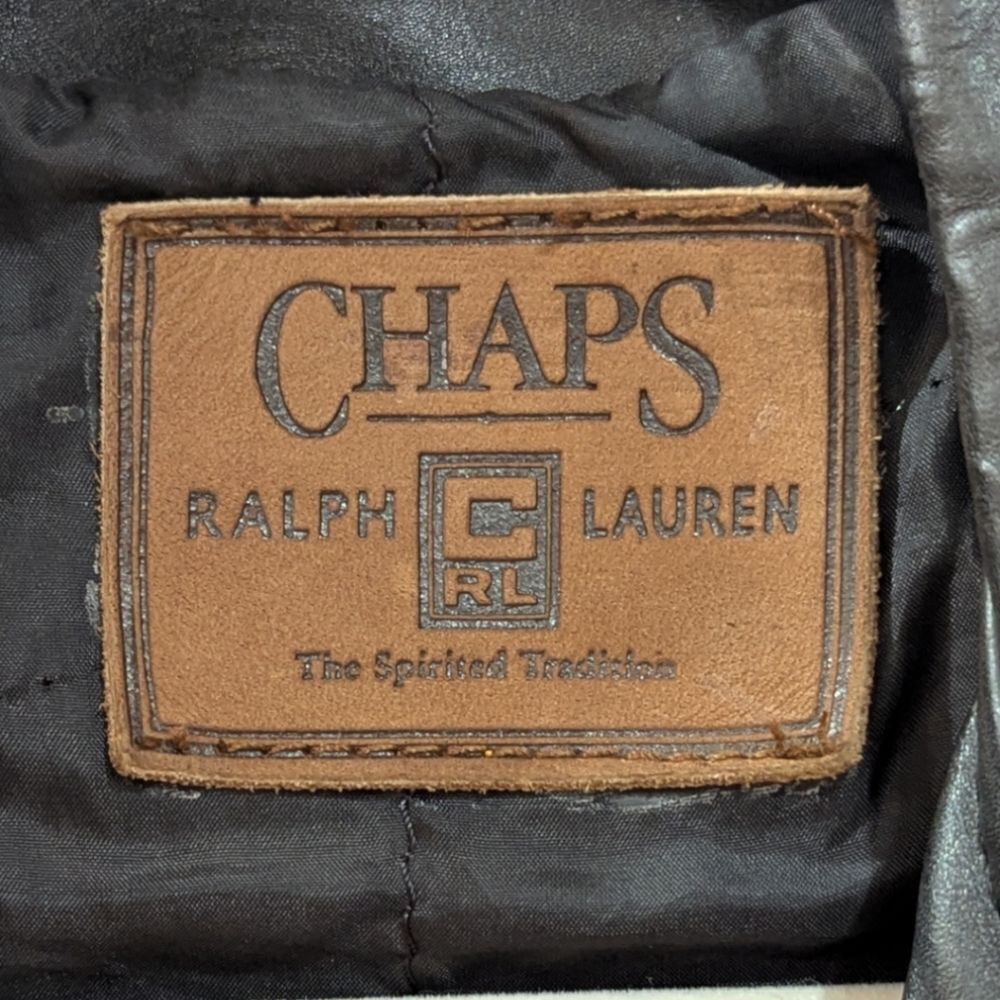 CHAPS
RALPH LAUREN
C
RL
The Spirited Tradition